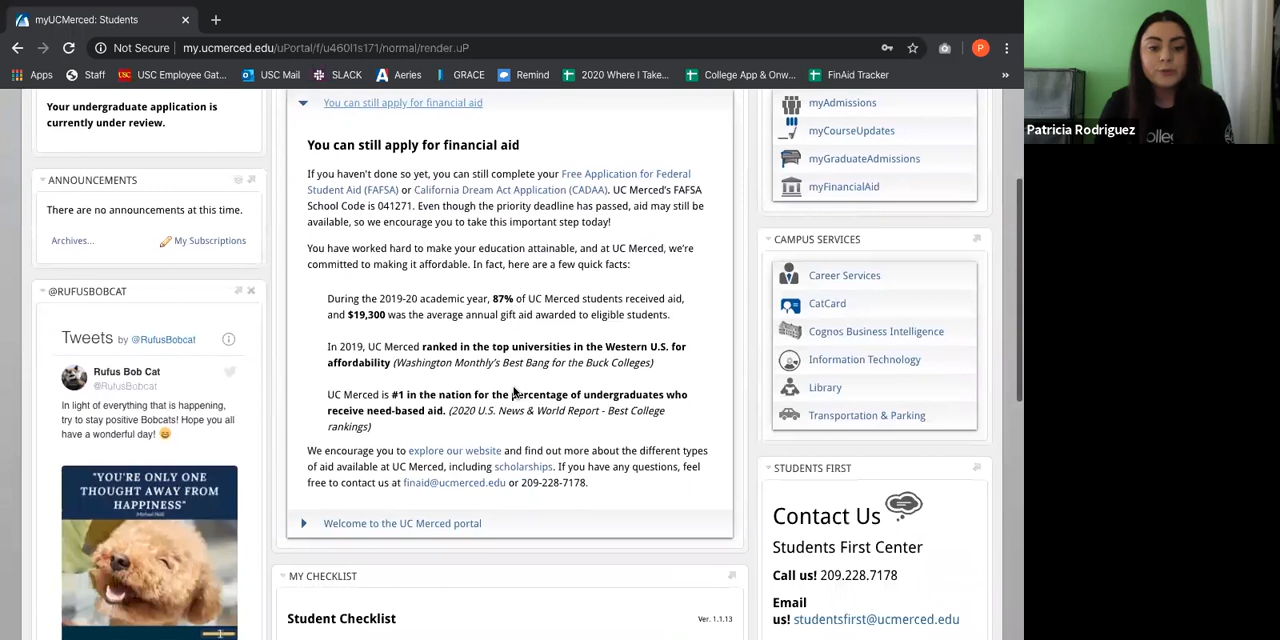 myUCMerced: Students
Not Secure | my.ucmerced.edu/uPortal/f/u460l1s171/normal/render.uP
P
Apps Staff USC Employee Gat... USC Mail SLACK Aeries GRACE Remind 2020 Where I Take... College App & Onw... FinAid Tracker »
Your undergraduate application is
currently under review.
ANNOUNCEMENTS
There are no announcements at this time.
Archives... My Subscriptions
@RUFUSBOBCAT
Tweets by @RufusBobcat
Rufus Bob Cat
@RufusBobcat
In light of everything that is happening,
try to stay positive Bobcats! Hope you all
have a wonderful day! 😄
"YOU'RE ONLY ONE
THOUGHT AWAY FROM
HAPPINESS"
You can still apply for financial aid
You can still apply for financial aid
If you haven't done so yet, you can still complete your Free Application for Federal
Student Aid (FAFSA) or California Dream Act Application (CADAA). UC Merced's FAFSA
School Code is 041271. Even though the priority deadline has passed, aid may still be
available, so we encourage you to take this important step today!
You have worked hard to make your education attainable, and at UC Merced, we're
committed to making it affordable. In fact, here are a few quick facts:
During the 2019-20 academic year, 87% of UC Merced students received aid,
and $19,300 was the average annual gift aid awarded to eligible students.
In 2019, UC Merced ranked in the top universities in the Western U.S. for
affordability (Washington Monthly's Best Bang for the Buck Colleges)
UC Merced is #1 in the nation for the percentage of undergraduates who
receive need-based aid. (2020 U.S. News & World Report - Best College
rankings)
We encourage you to explore our website and find out more about the different types
of aid available at UC Merced, including scholarships. If you have any questions, feel
free to contact us at finaid@ucmerced.edu or 209-228-7178.
Welcome to the UC Merced portal
MY CHECKLIST
Student Checklist Ver. 1.1.13
myAdmissions
myCourseUpdates
myGraduateAdmissions
myFinancialAid
CAMPUS SERVICES
Career Services
CatCard
Cognos Business Intelligence
Information Technology
Library
Transportation & Parking
STUDENTS FIRST
Contact Us
Students First Center
Call us! 209.228.7178
Email
us! studentsfirst@ucmerced.edu
Patricia Rodriguez